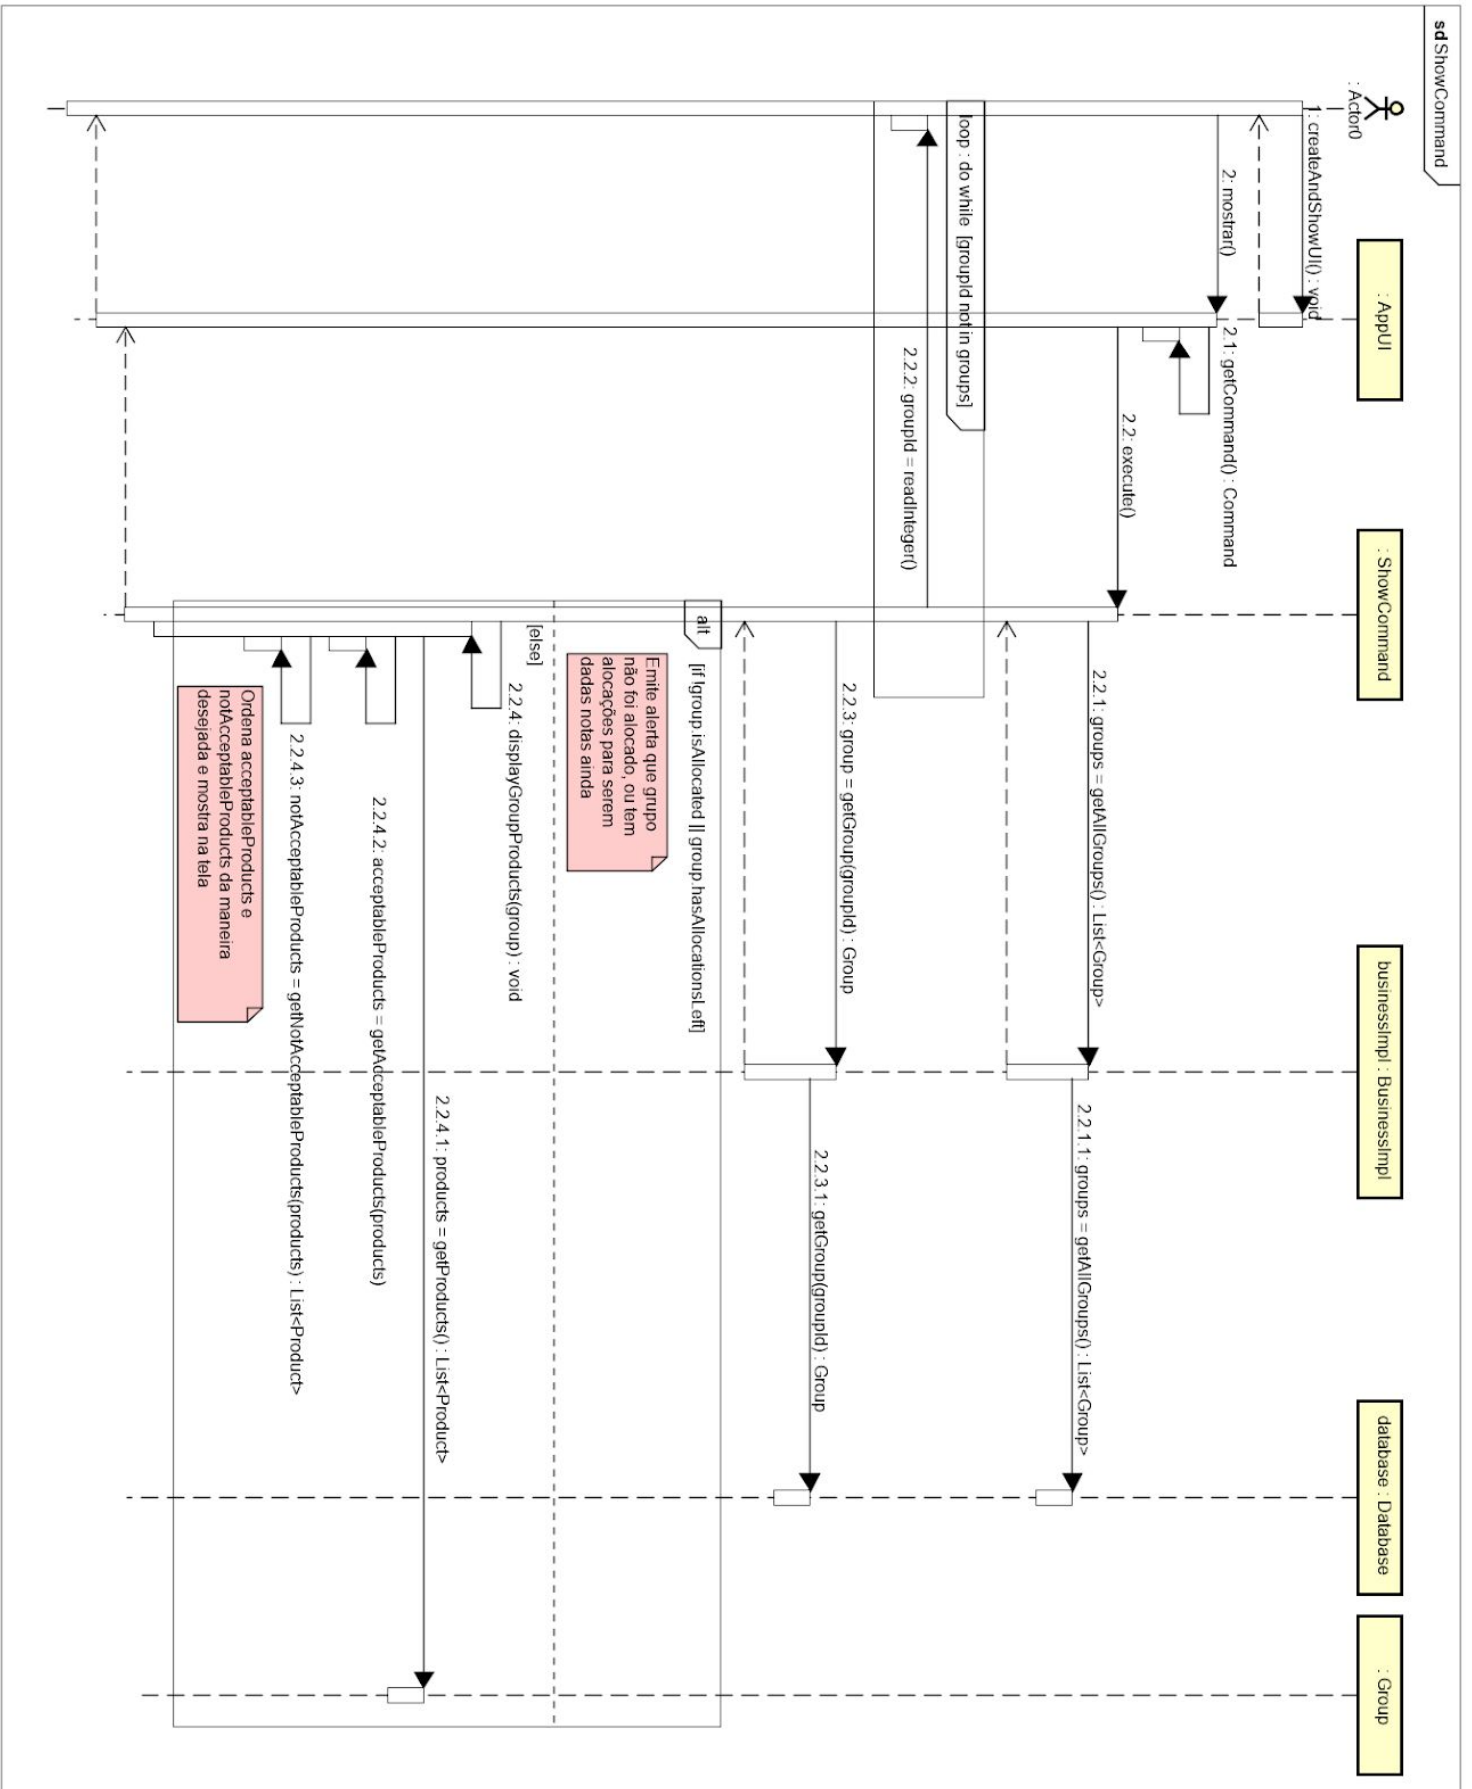 sd ShowCommand
: Actor0
: AppUI
: ShowCommand
businessImpl : BusinessImpl
database : Database
: Group
1: createAndShowUI() : void
2: mostrar()
2.1: getCommand() : Command
2.2: execute()
2.2.1: groups = getAllGroups() : List<Group>
2.2.1.1: groups = getAllGroups() : List<Group>
loop : do while [groupId not in groups]
2.2.2: groupId = readInteger()
2.2.3: group = getGroup(groupId) : Group
2.2.3.1: getGroup(groupId) : Group
alt
[if !group.isAllocated || group.hasAllocationsLeft]
Emite alerta que grupo
não foi alocado, ou tem
alocações para serem
dadas notas ainda
[else]
2.2.4: displayGroupProducts(group) : void
2.2.4.1: products = getProducts() : List<Product>
2.2.4.2: acceptableProducts = getAcceptableProducts(products)
2.2.4.3: notAcceptableProducts = getNotAcceptableProducts(products) : List<Product>
Ordena acceptableProducts e
notAcceptableProducts da maneira
desejada e mostra na tela